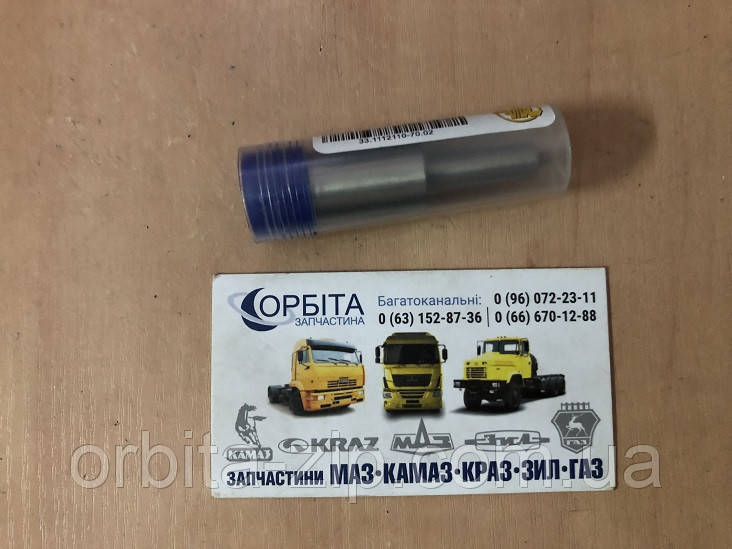 33.1112110-70.02
ОРБІТА
ЗАПЧАСТИНА
Багатоканальні: 0 (96) 072-23-11
0 (63) 152-87-36 0 (66) 670-12-88
КАМАЗ KRAZ МАЗ ЗиЛ ГАЗ
ЗАПЧАСТИНИ МАЗ·КАМАЗ·КРАЗ·ЗИЛ·ГАЗ
orbita-zip.com.ua